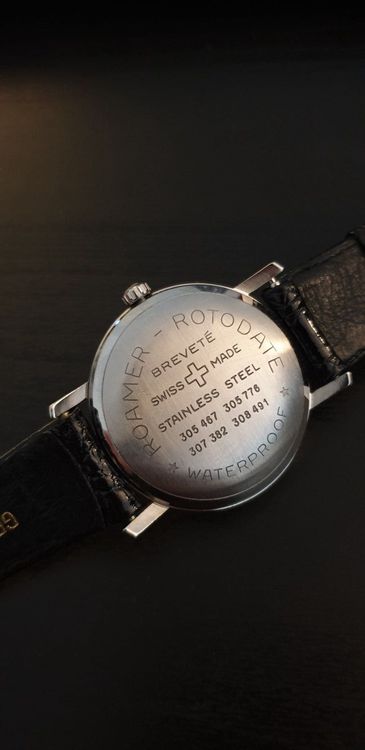 ROAMER - ROTODATE
BREVETÉ
SWISS MADE
STAINLESS STEEL
305 467 305 776
307 382 308 491
WATERPROOF